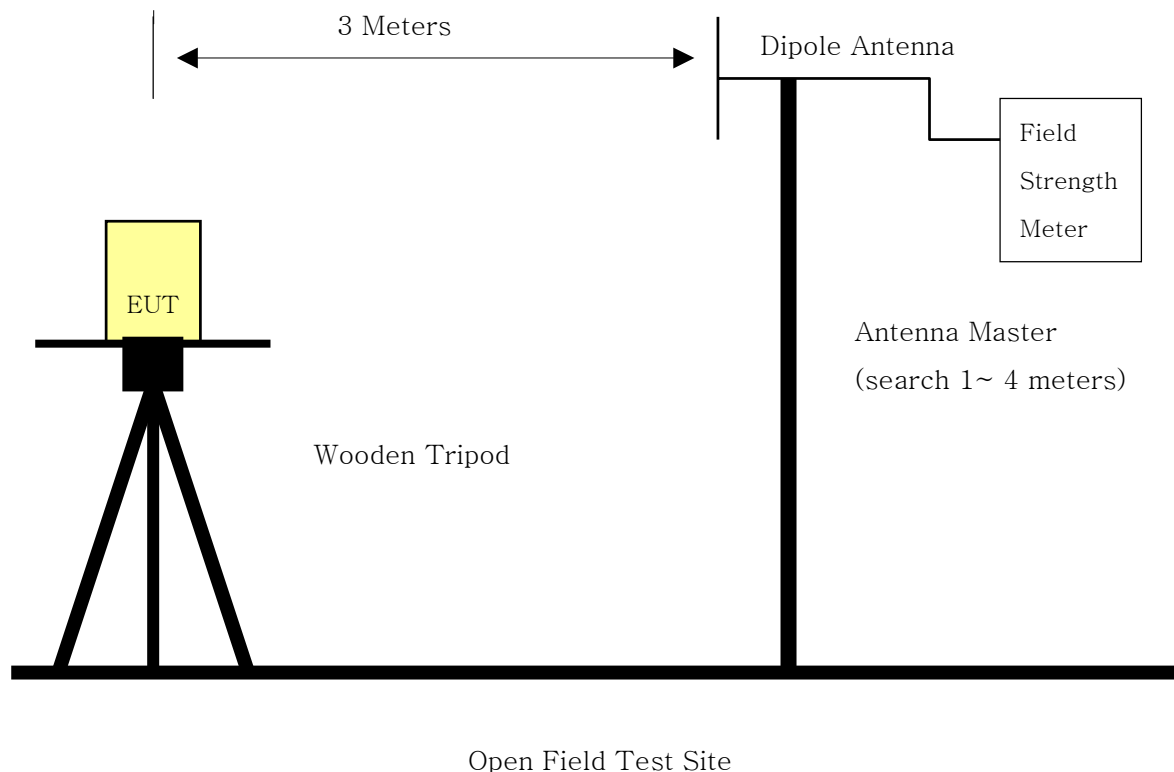 3 Meters
Dipole Antenna
Field
Strength
Meter
EUT
Antenna Master
(search 1~ 4 meters)
Wooden Tripod
Open Field Test Site